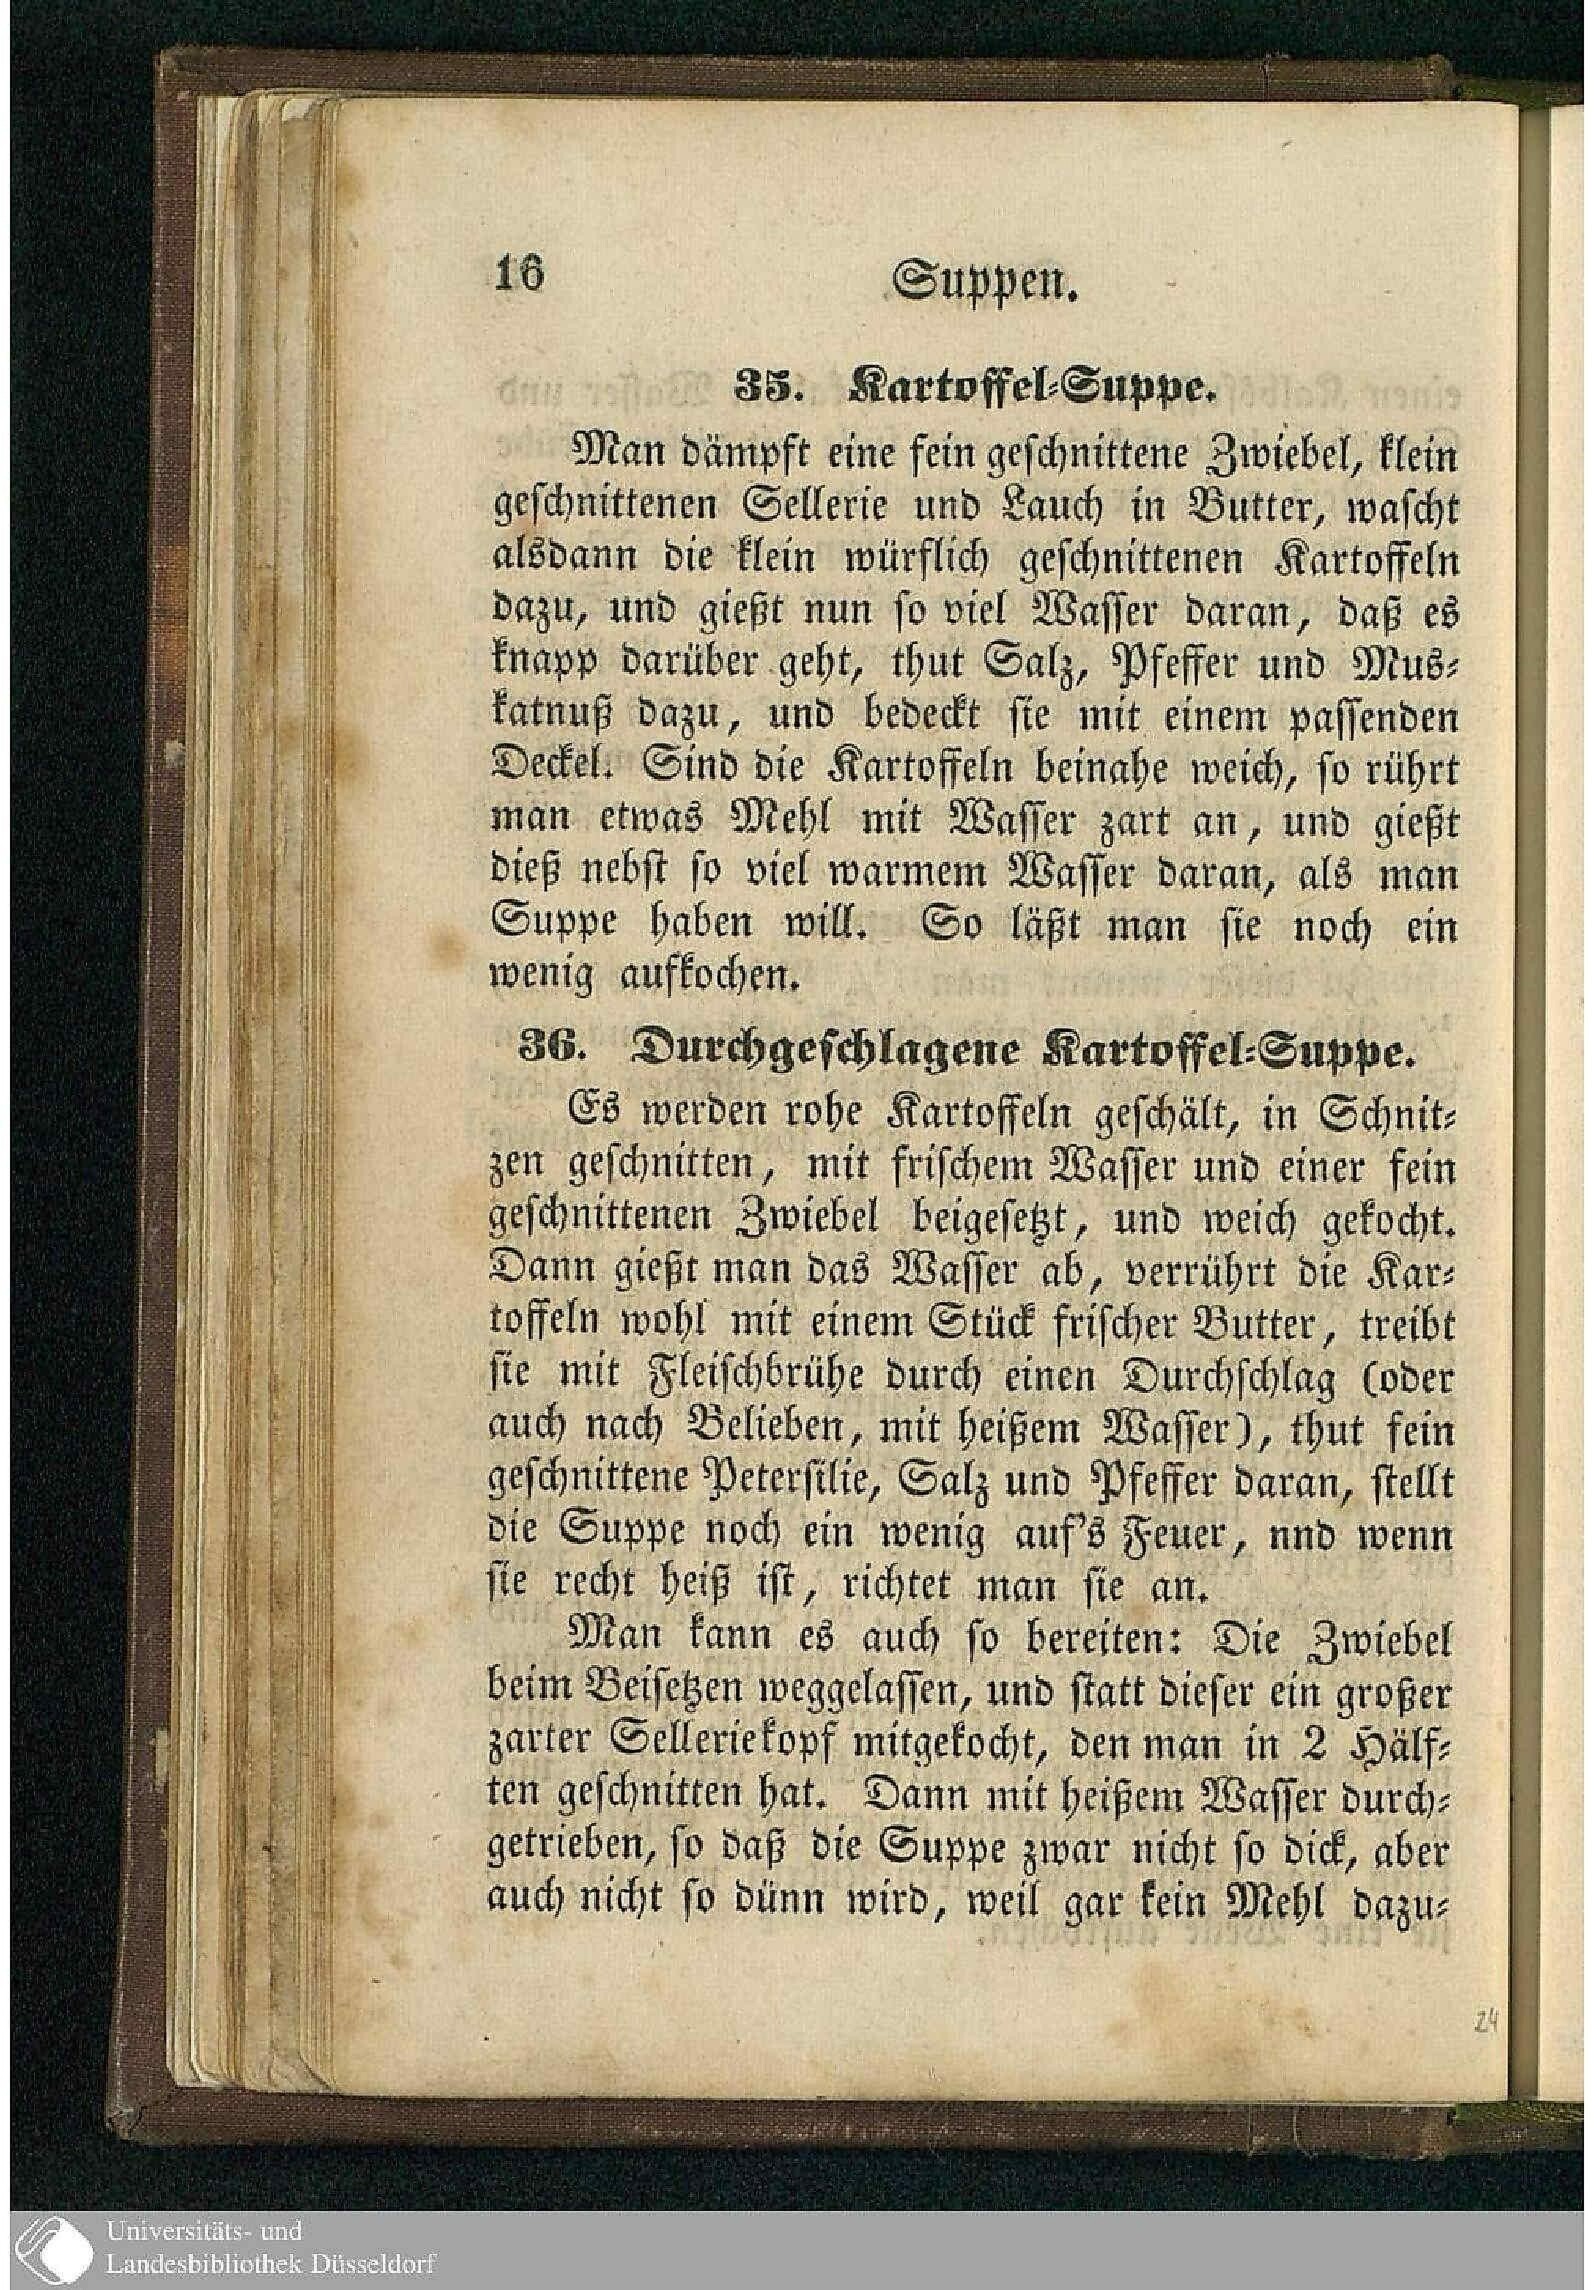 16
Suppen.
35. Kartoffel-Suppe.
Man dämpft eine fein geschnittene Zwiebel, klein
geschnittenen Sellerie und Lauch in Butter, wascht
alsdann die klein würflich geschnittenen Kartoffeln
dazu, und gießt nun so viel Wasser daran, daß es
knapp darüber geht, thut Salz, Pfeffer und Mus-
katnuß dazu, und bedeckt sie mit einem passenden
Deckel. Sind die Kartoffeln beinahe weich, so rührt
man etwas Mehl mit Wasser zart an, und gießt
dieß nebst so viel warmem Wasser daran, als man
Suppe haben will. So läßt man sie noch ein
wenig aufkochen.
36. Durchgeschlagene Kartoffel-Suppe.
Es werden rohe Kartoffeln geschält, in Schnit-
zen geschnitten, mit frischem Wasser und einer fein
geschnittenen Zwiebel beigesetzt, und weich gekocht.
Dann gießt man das Wasser ab, verrührt die Kar-
toffeln wohl mit einem Stück frischer Butter, treibt
sie mit Fleischbrühe durch einen Durchschlag (oder
auch nach Belieben, mit heißem Wasser), thut fein
geschnittene Petersilie, Salz und Pfeffer daran, stellt
die Suppe noch ein wenig auf's Feuer, nnd wenn
sie recht heiß ist, richtet man sie an.
Man kann es auch so bereiten: Die Zwiebel
beim Beisetzen weggelassen, und statt dieser ein großer
zarterSelleriekopf mitgekocht, den man in 2 Hälf-
ten geschnitten hat. Dann mit heißem Wasser durch-
getrieben, so daß die Suppe zwar nicht so dick, aber
auch nicht so dünn wird, weil gar kein Mehl dazu-
24
Universitäts- und
Landesbibliothek Düsseldorf